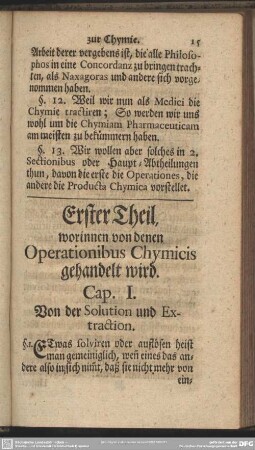 zur Chymie. 15
Arbeit derer vergebens ist, die alle Philoso-
phos in eine Concordanz zu bringen trach-
ten, als Naxagoras und andere sich vorge-
nommen haben.
§. 12. Weil wir nun als Medici die
Chymie tractiren; So werden wir uns
wohl um die Chymiam Pharmaceuticam
am meisten zu bekümmern haben.
§. 13. Wir wollen aber solches in 2.
Sectionibus oder Haupt-Abtheilungen
thun, davon die erste die Operationes, die
andere die Producta Chymica vorstellet.
Erster Theil,
worinnen von denen
Operationibus Chymicis
gehandelt wird.
Cap. I.
Von der Solution und Ex-
traction.
§.1. ETwas solviren oder auflösen heist
man gemeiniglich, weñ eines das an-
dere also in sich nim̃t, daß sie nicht mehr von
ein-